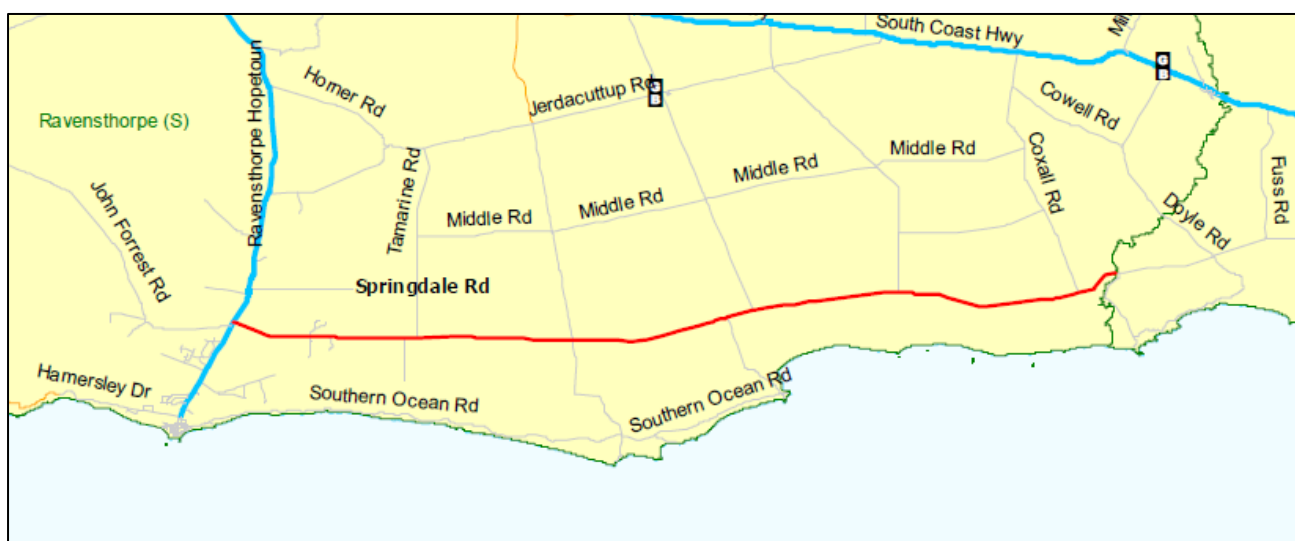 South Coast Hwy
Ravensthorpe Hopetoun
Homer Rd
Jerdacuttup Rd
Cowell Rd
Ravensthorpe (S)
Tamarine Rd
Middle Rd
Middle Rd
Middle Rd
Middle Rd
Coxall Rd
Fuss Rd
John Forrest Rd
Doyle Rd
Springdale Rd
Hamersley Dr
Southern Ocean Rd
Southern Ocean Rd